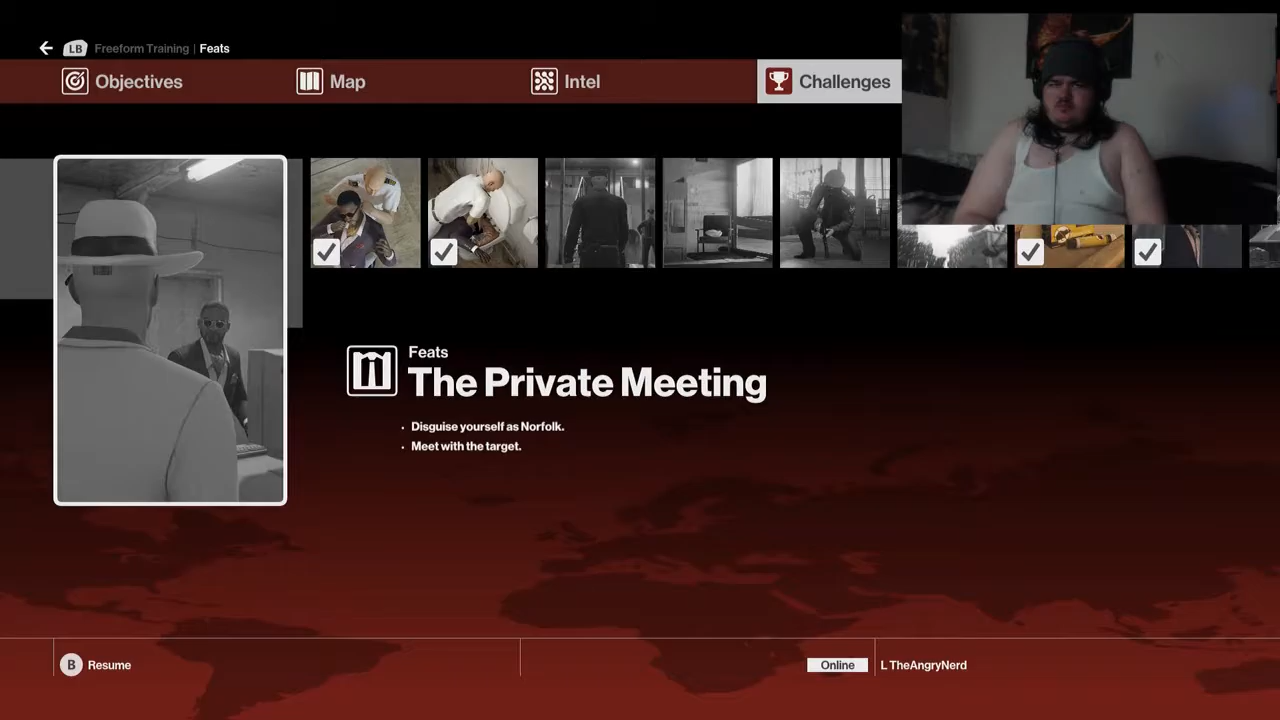 LB Freeform Training | Feats
Objectives
Map
Intel
Challenges
Feats
The Private Meeting
· Disguise yourself as Norfolk.
· Meet with the target.
B Resume
Online
L TheAngryNerd